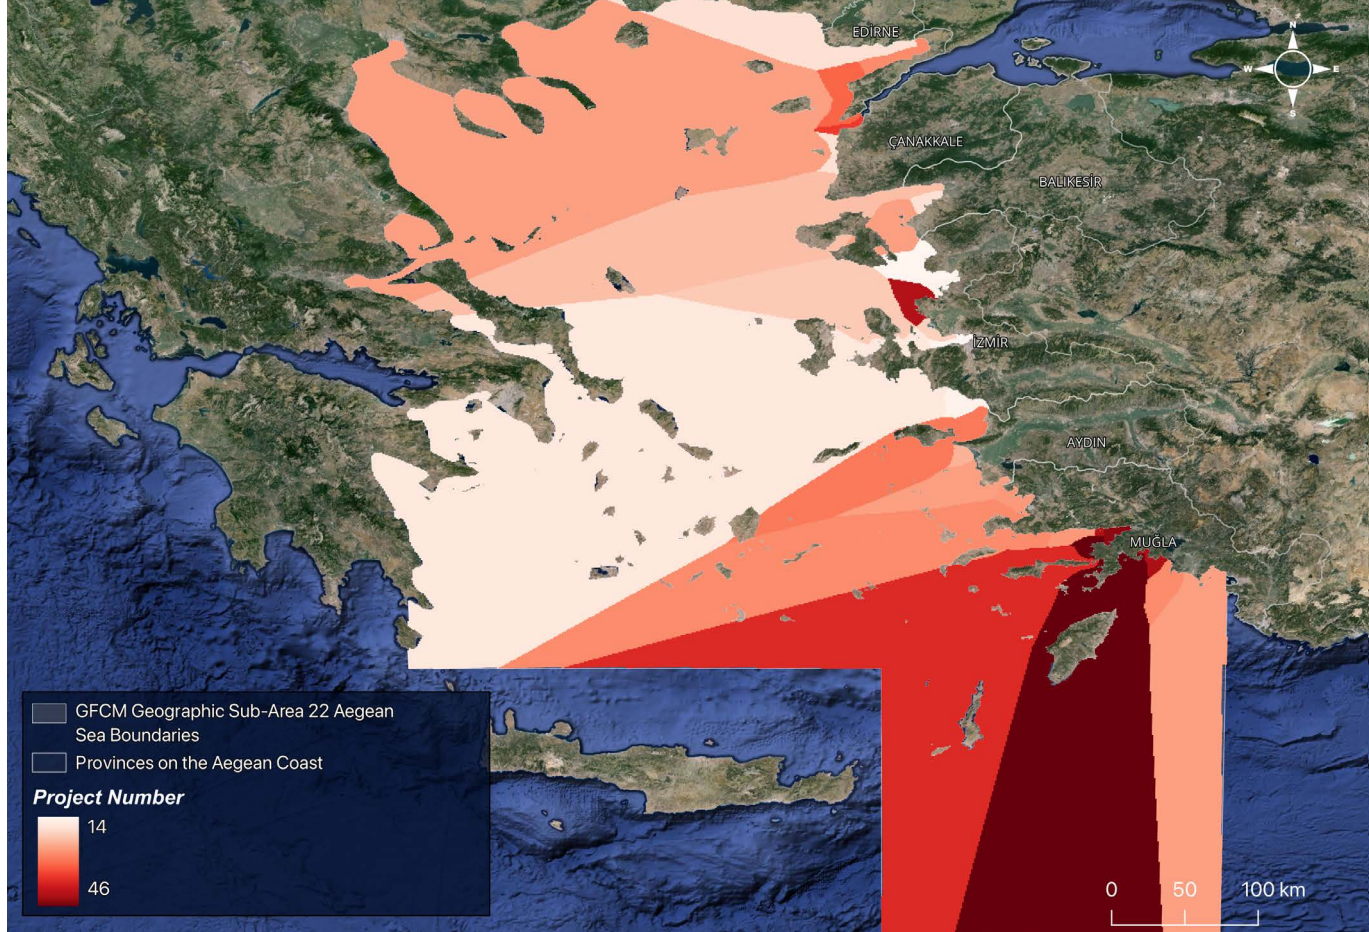 EDİRNE
N
W
E
S
ÇANAKKALE
BALIKESİR
İZMİR
AYDIN
MUĞLA
GFCM Geographic Sub-Area 22 Aegean
Sea Boundaries
Provinces on the Aegean Coast
Project Number
14
46
0 50 100 km